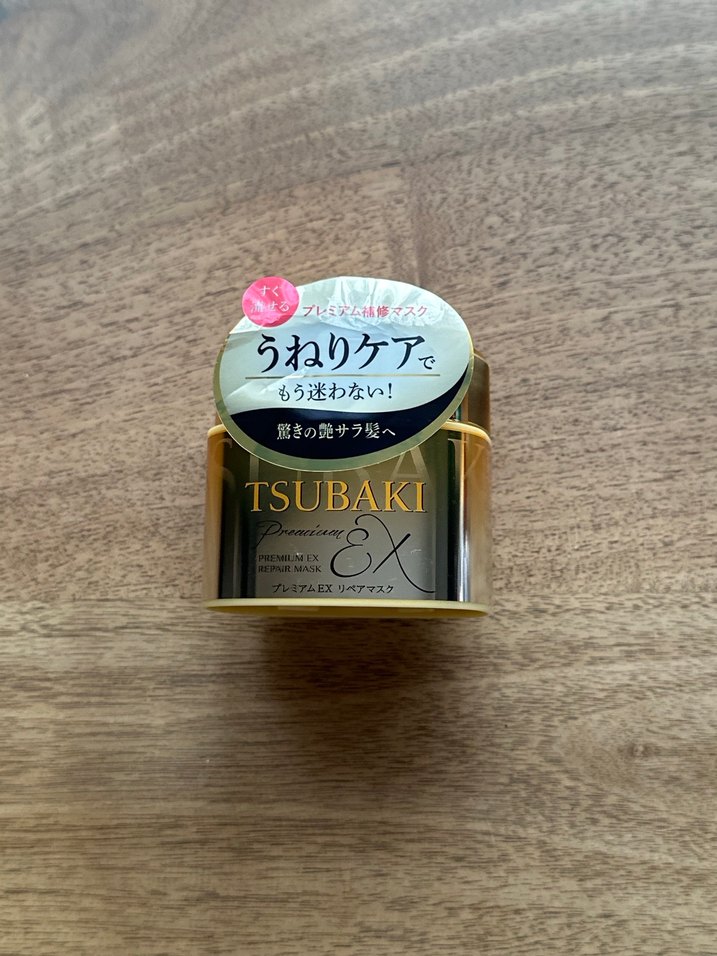 すぐ
流せる
プレミアム補修マスク
うねりケアで
もう迷わない!
驚きの艶サラ髪へ
TSUBAKI
Premium EX
PREMIUM EX
REPAIR MASK
プレミアムEX リペアマスク